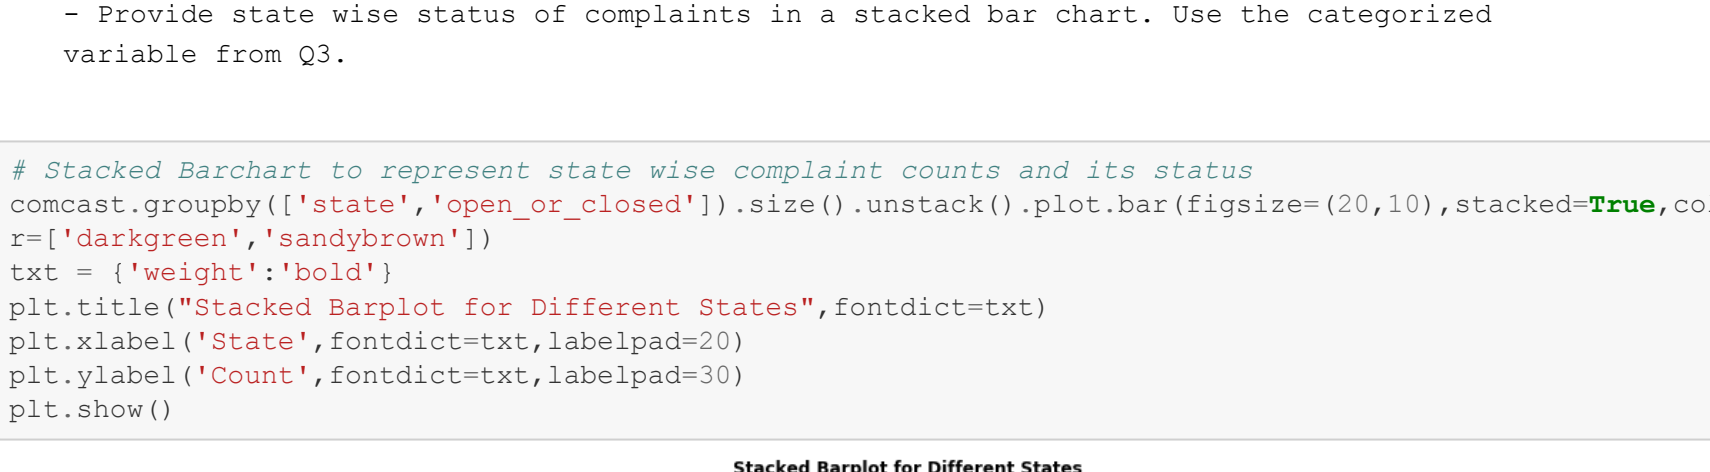 - Provide state wise status of complaints in a stacked bar chart. Use the categorized
variable from Q3.
# Stacked Barchart to represent state wise complaint counts and its status
comcast.groupby(['state','open_or_closed']).size().unstack().plot.bar(figsize=(20,10),stacked=True,co
r=['darkgreen','sandybrown'])
txt = {'weight':'bold'}
plt.title("Stacked Barplot for Different States",fontdict=txt)
plt.xlabel('State',fontdict=txt,labelpad=20)
plt.ylabel('Count',fontdict=txt,labelpad=30)
plt.show()
Stacked Barplot for Different States